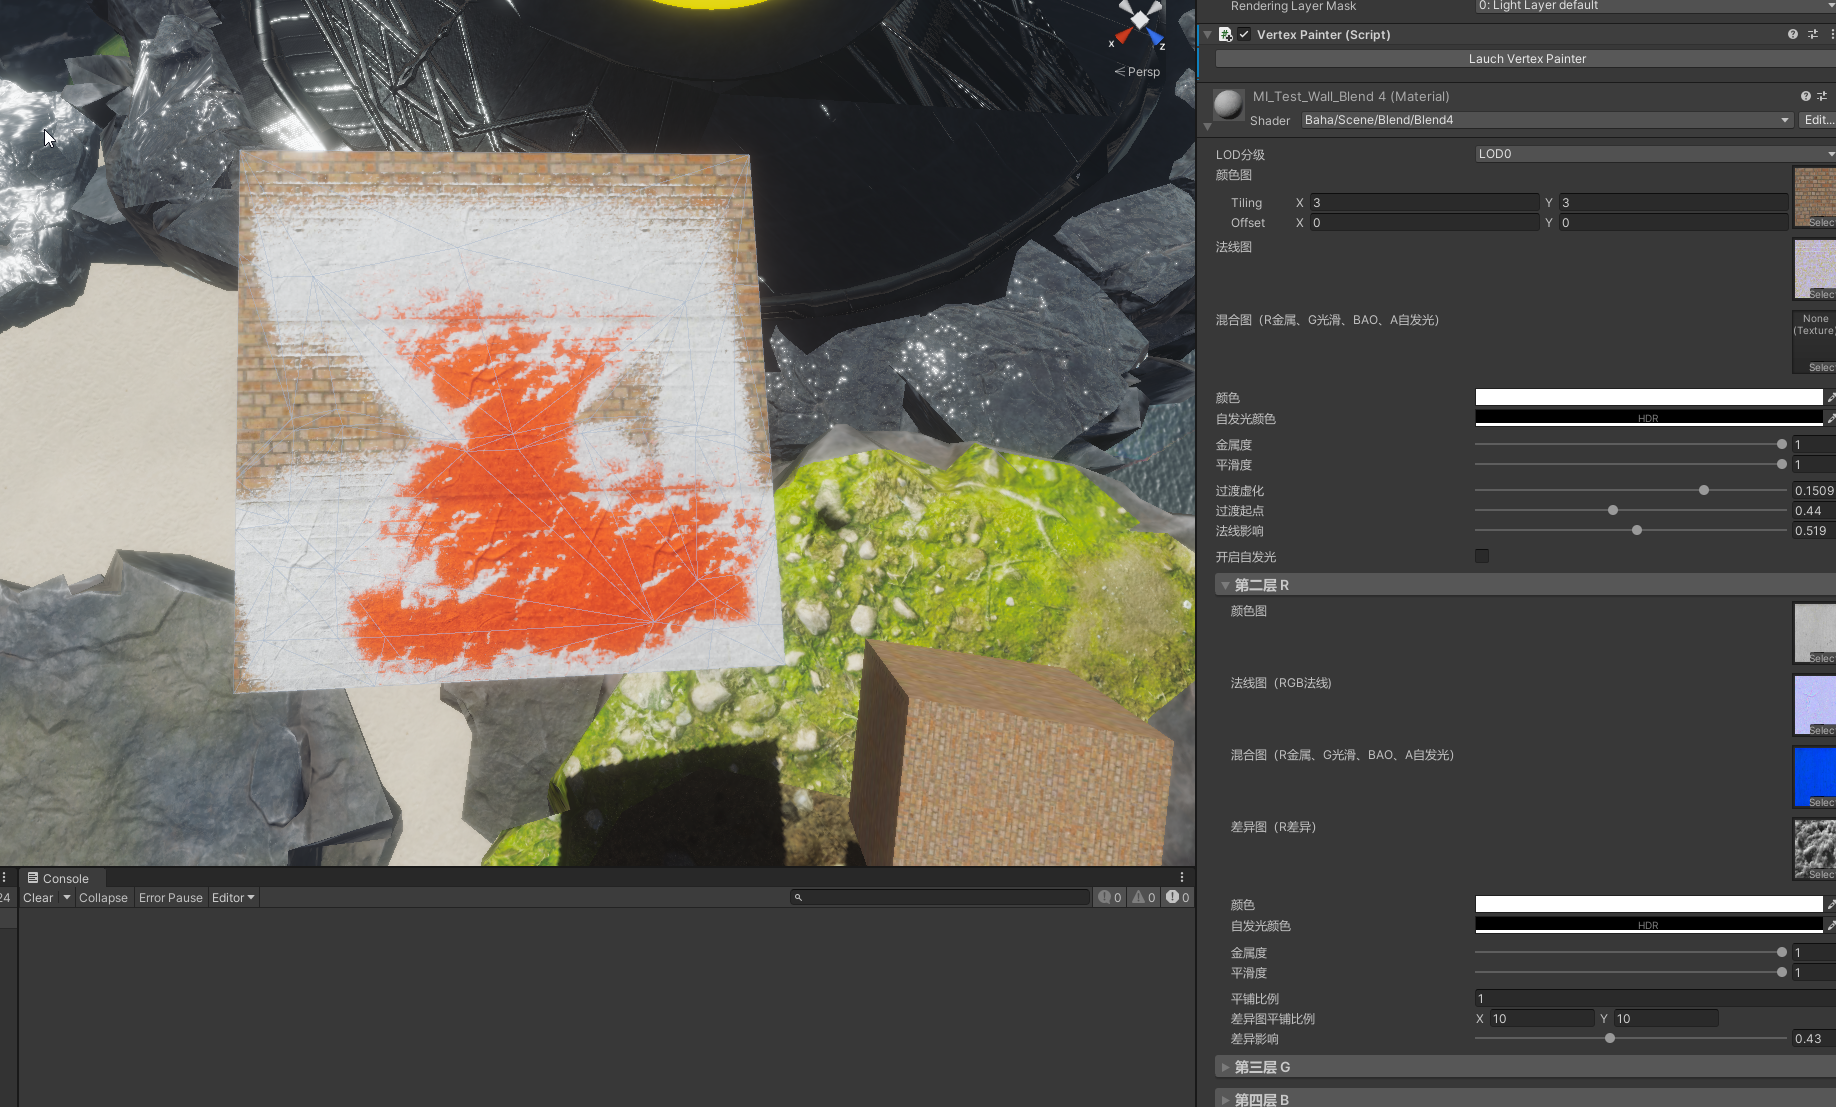 Rendering Layer Mask
0: Light Layer default
Vertex Painter (Script)
Lauch Vertex Painter
MI_Test_Wall_Blend 4 (Material)
Shader Baha/Scene/Blend/Blend4 Edit...
LOD分级 LOD0
颜色图
Tiling X 3 Y 3
Offset X 0 Y 0
Selec
法线图
Selec
混合图（R金属、G光滑、BAO、A自发光）
None
(Texture
Selec
颜色
自发光颜色 HDR
金属度 1
平滑度 1
过渡虚化 0.1509
过渡起点 0.44
法线影响 0.519
开启自发光
第二层 R
颜色图
Selec
法线图（RGB法线）
Selec
混合图（R金属、G光滑、BAO、A自发光）
Selec
差异图（R差异）
Selec
颜色
自发光颜色 HDR
金属度 1
平滑度 1
平铺比例 1
差异图平铺比例 X 10 Y 10
差异影响 0.43
第三层 G
第四层 B
x
z
Persp
Console
24 Clear Collapse Error Pause Editor 0 0 0